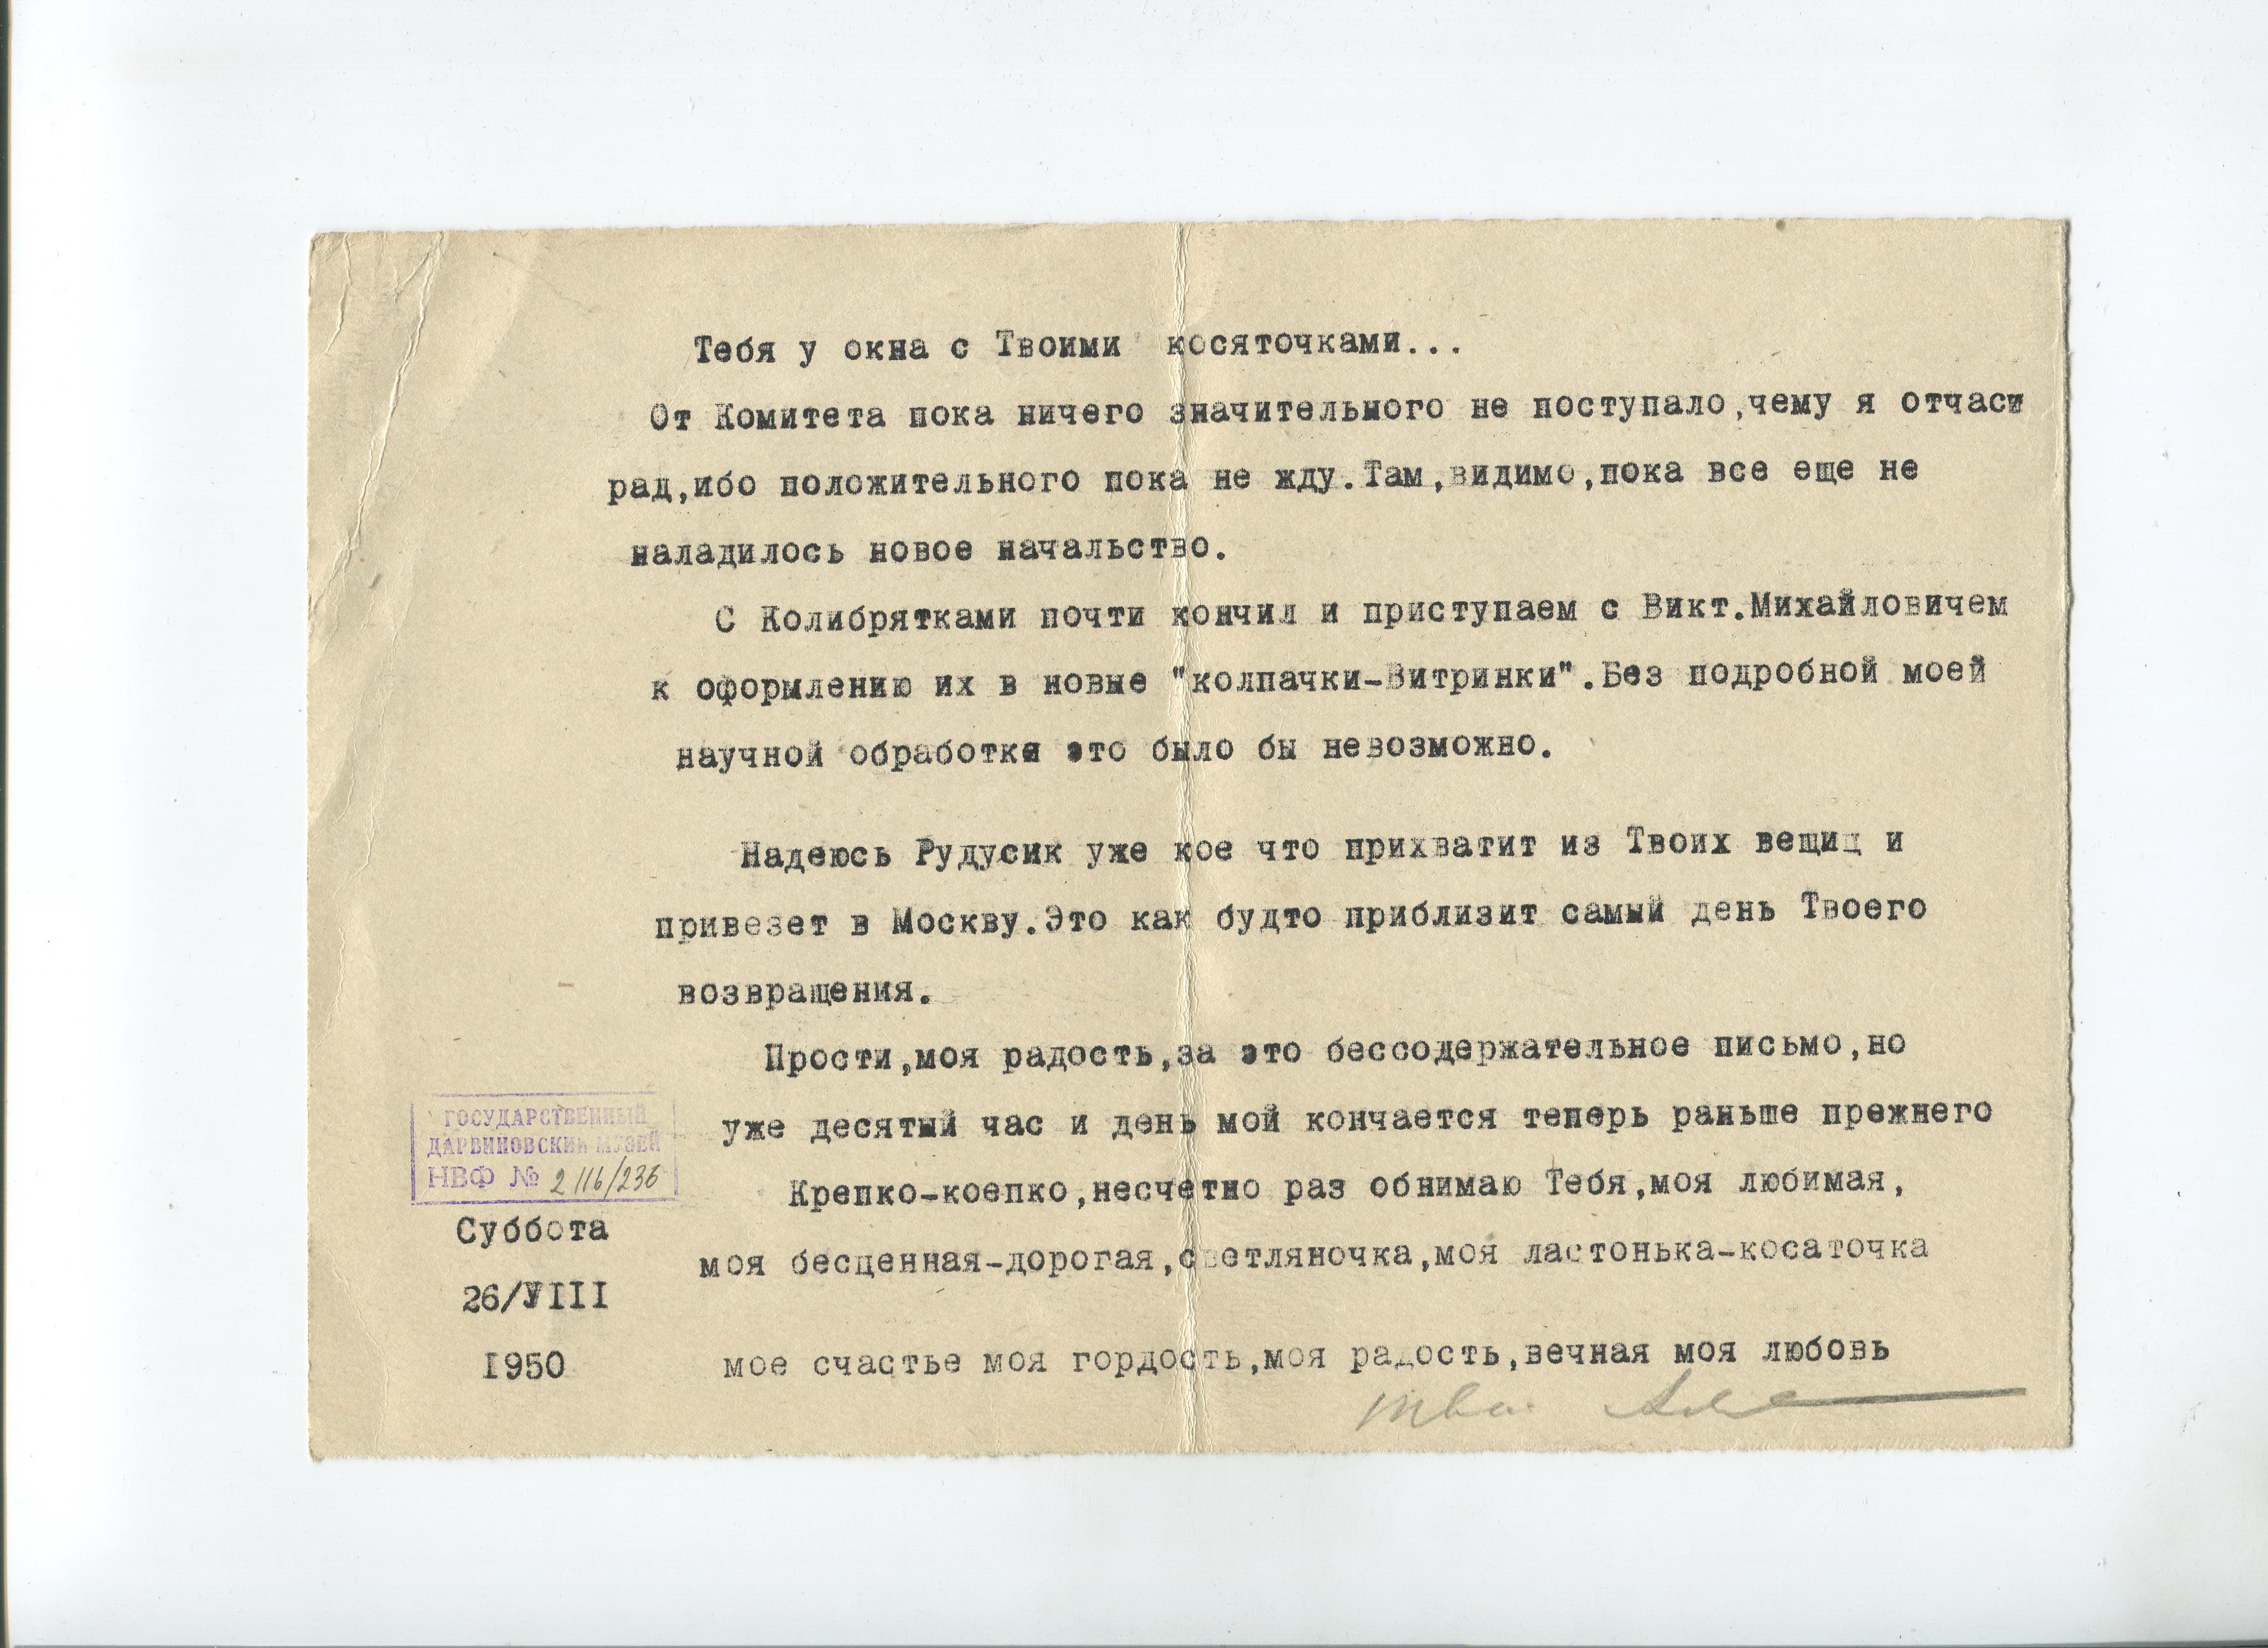 Тебя у окна с Твоими косяточками...
От Комитета пока ничего значительного не поступало,чему я отчаси
рад,ибо положительного пока не жду.Там,видимо,пока все еще не
наладилось новое начальство.
С Колибрятками почти кончил и приступаем с Викт.Михайловичем
к оформлению их в новые "колпачки-Витринки".Без подробной моей
научной обработки это было бы невозможно.
Надеюсь Рудусик уже кое что прихватит из Твоих вещиц и
привезет в Москву.Это как будто приблизит самый день Твоего
возвращения.
Прости,моя радость,за это бессодержательное письмо,но
уже десятый час и день мой кончается теперь раньше прежнего
Крепко-коепко,несчетно раз обнимаю Тебя,моя любимая,
моя бесценная-дорогая,светляночка,моя ластонька-косаточка
мое счастье моя гордость,моя радость,вечная моя любовь
ГОСУДАРСТВЕННЫЙ
ДАРВИНОВСКИЙ МУЗЕЙ
НВФ № 2116/236
Суббота
26/УIII
1950